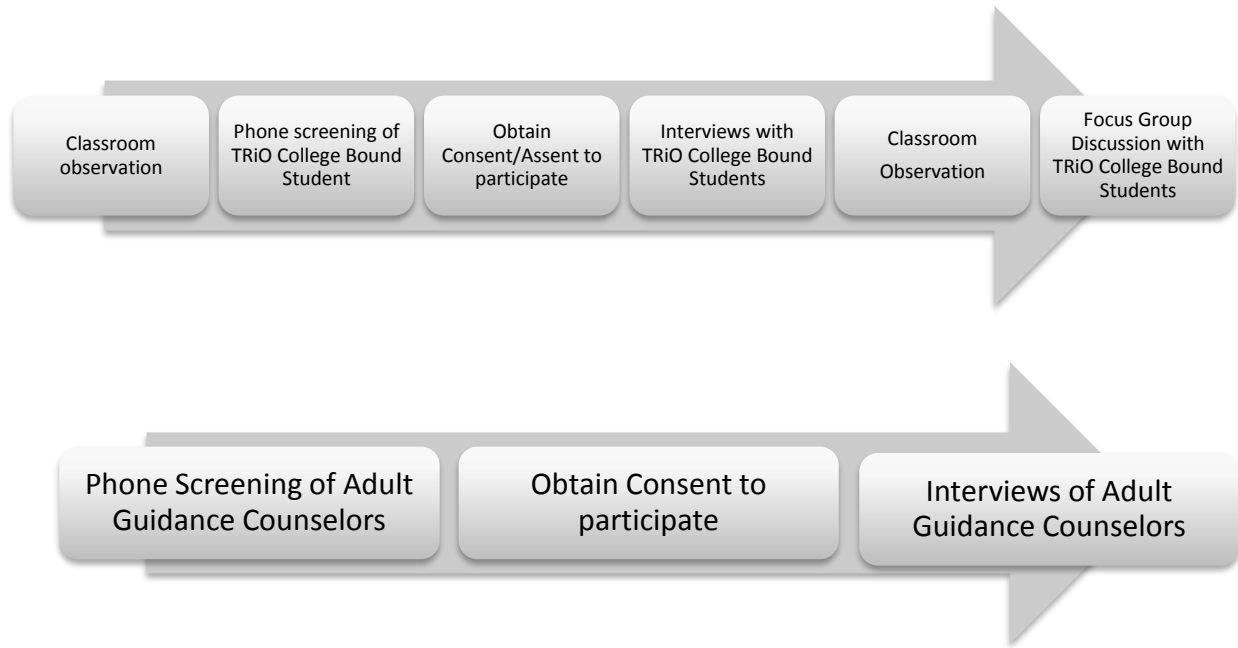 Classroom
observation
Phone screening of
TRiO College Bound
Student
Obtain
Consent/Assent to
participate
Interviews with
TRiO College Bound
Students
Classroom
Observation
Focus Group
Discussion with
TRiO College Bound
Students
Phone Screening of Adult
Guidance Counselors
Obtain Consent to
participate
Interviews of Adult
Guidance Counselors